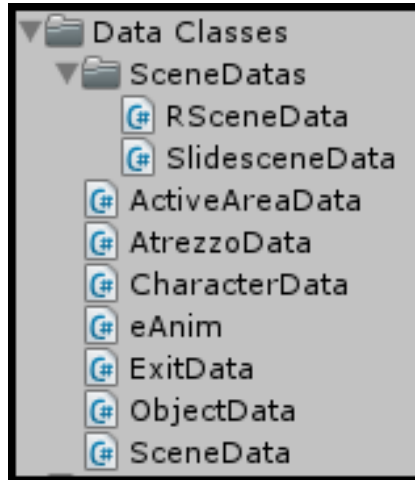 Data Classes
SceneDatas
RSceneData
SlidesceneData
ActiveAreaData
AtrezzoData
CharacterData
eAnim
ExitData
ObjectData
SceneData